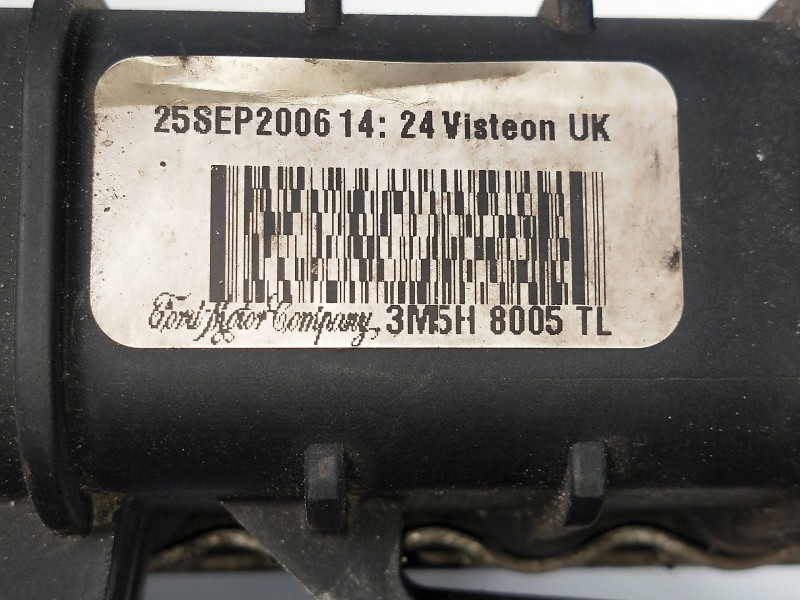 25SEP2006 14: 24 Visteon UK
Ford Motor Company, 3M5H 8005 TL